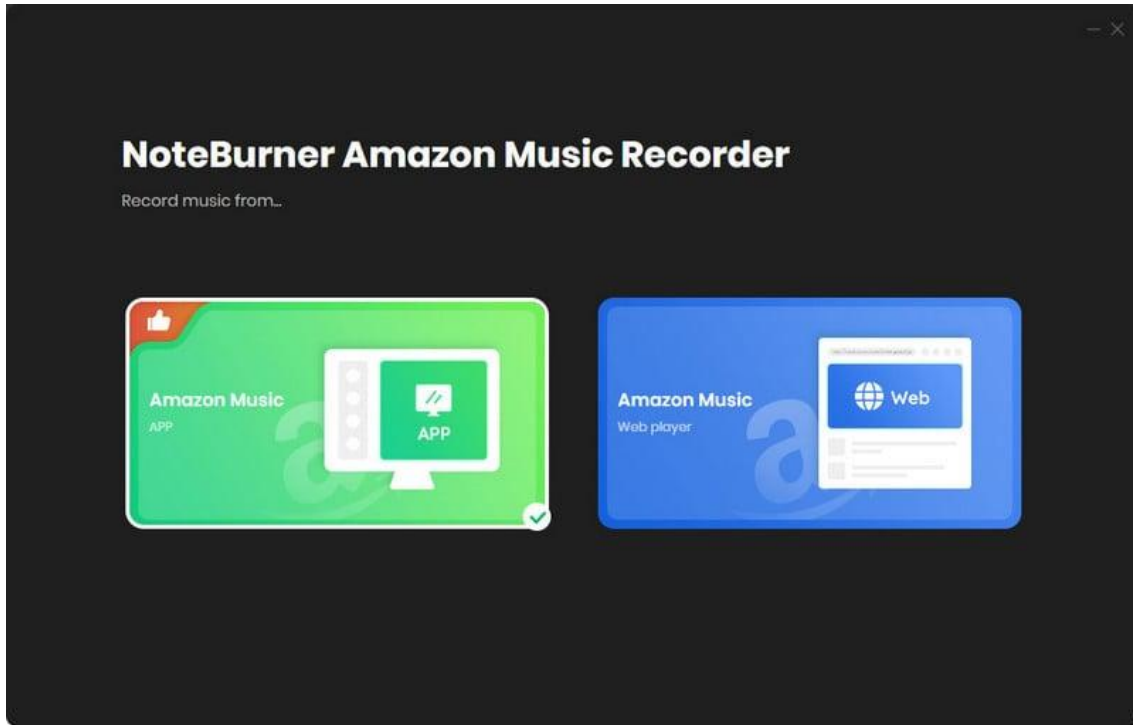 NoteBurner Amazon Music Recorder
Record music from...
Amazon Music
APP
APP
Amazon Music
Web player
Web